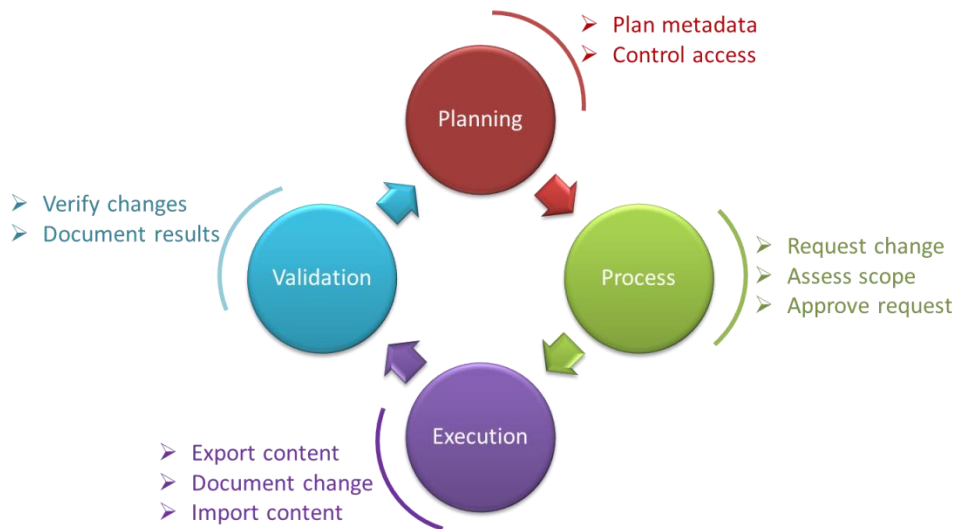 ➢ Plan metadata
➢ Control access
Planning
➢ Verify changes
➢ Document results
Validation
Process
➢ Request change
➢ Assess scope
➢ Approve request
Execution
➢ Export content
➢ Document change
➢ Import content